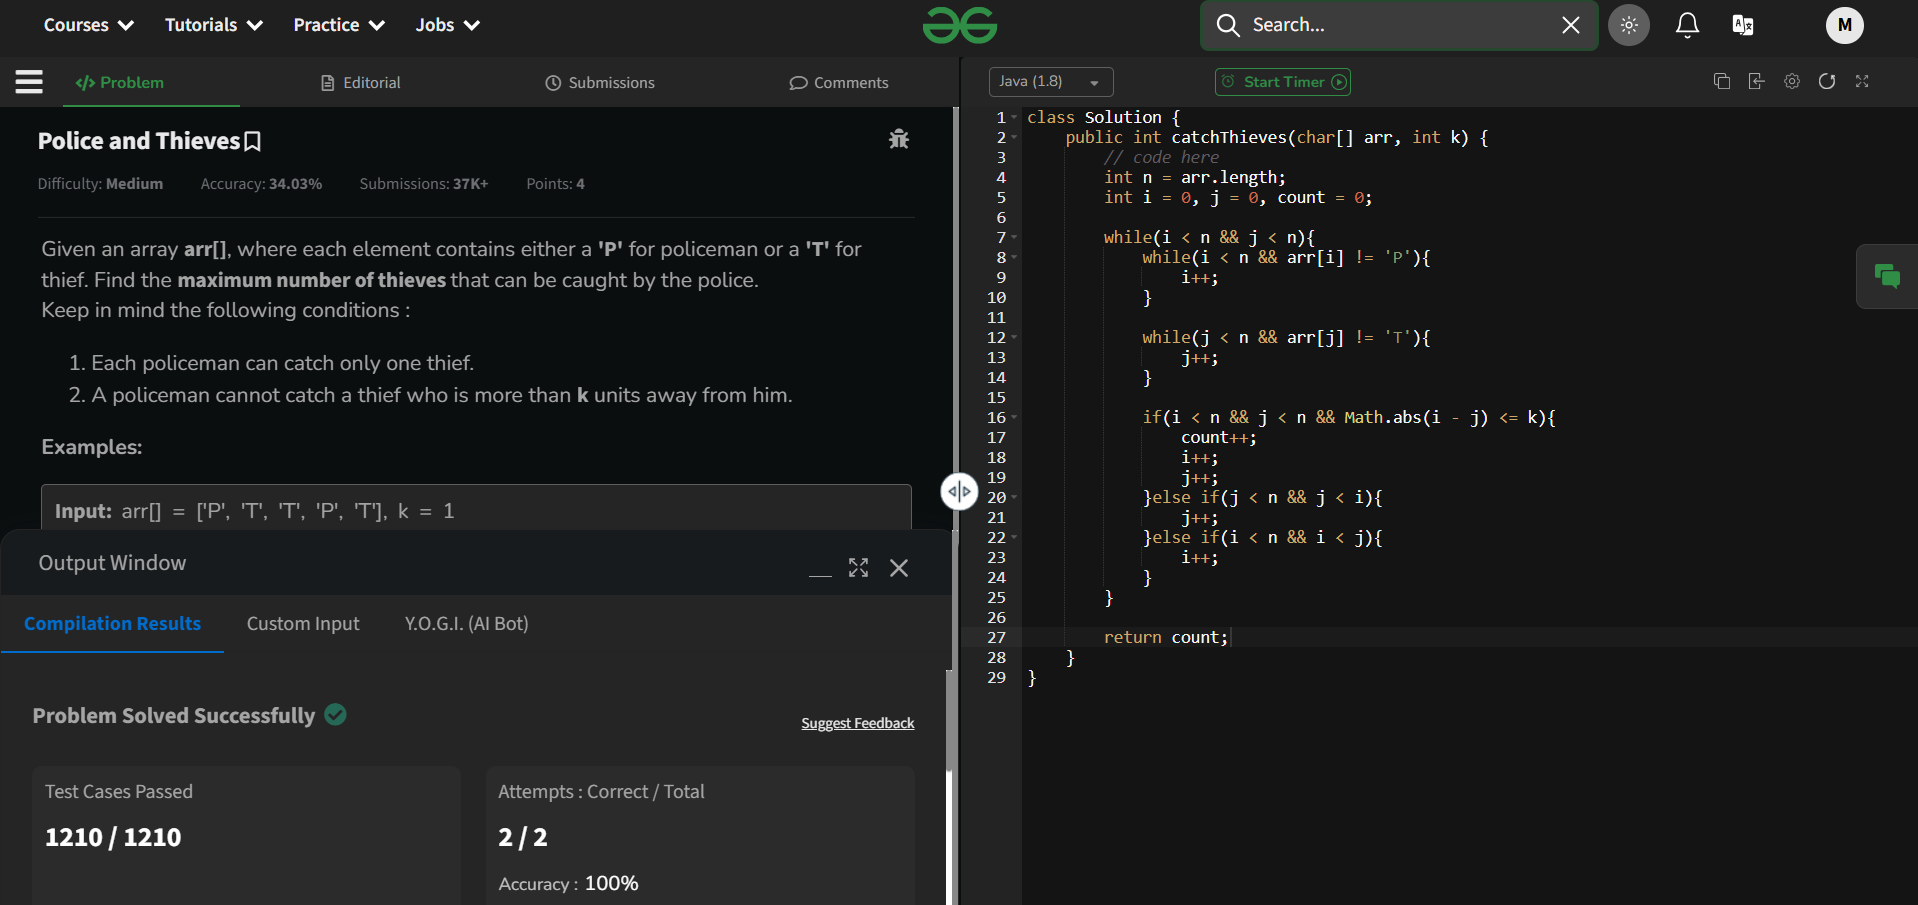 Courses Tutorials Practice Jobs Search... M
Problem Editorial Submissions Comments
Police and Thieves
Difficulty: Medium Accuracy: 34.03% Submissions: 37K+ Points: 4
Given an array arr[], where each element contains either a 'P' for policeman or a 'T' for
thief. Find the maximum number of thieves that can be caught by the police.
Keep in mind the following conditions :
1. Each policeman can catch only one thief.
2. A policeman cannot catch a thief who is more than k units away from him.
Examples:
Input: arr[] = ['P', 'T', 'T', 'P', 'T'], k = 1
Output Window
Compilation Results Custom Input Y.O.G.I. (AI Bot)
Problem Solved Successfully
Suggest Feedback
Test Cases Passed
1210 / 1210
Attempts : Correct / Total
2 / 2
Accuracy : 100%
Java (1.8) Start Timer
1 class Solution {
2 public int catchThieves(char[] arr, int k) {
3 // code here
4 int n = arr.length;
5 int i = 0, j = 0, count = 0;
6
7 while(i < n && j < n){
8 while(i < n && arr[i] != 'P'){
9 i++;
10 }
11
12 while(j < n && arr[j] != 'T'){
13 j++;
14 }
15
16 if(i < n && j < n && Math.abs(i - j) <= k){
17 count++;
18 i++;
19 j++;
20 }else if(j < n && j < i){
21 j++;
22 }else if(i < n && i < j){
23 i++;
24 }
25 }
26
27 return count;
28 }
29 }